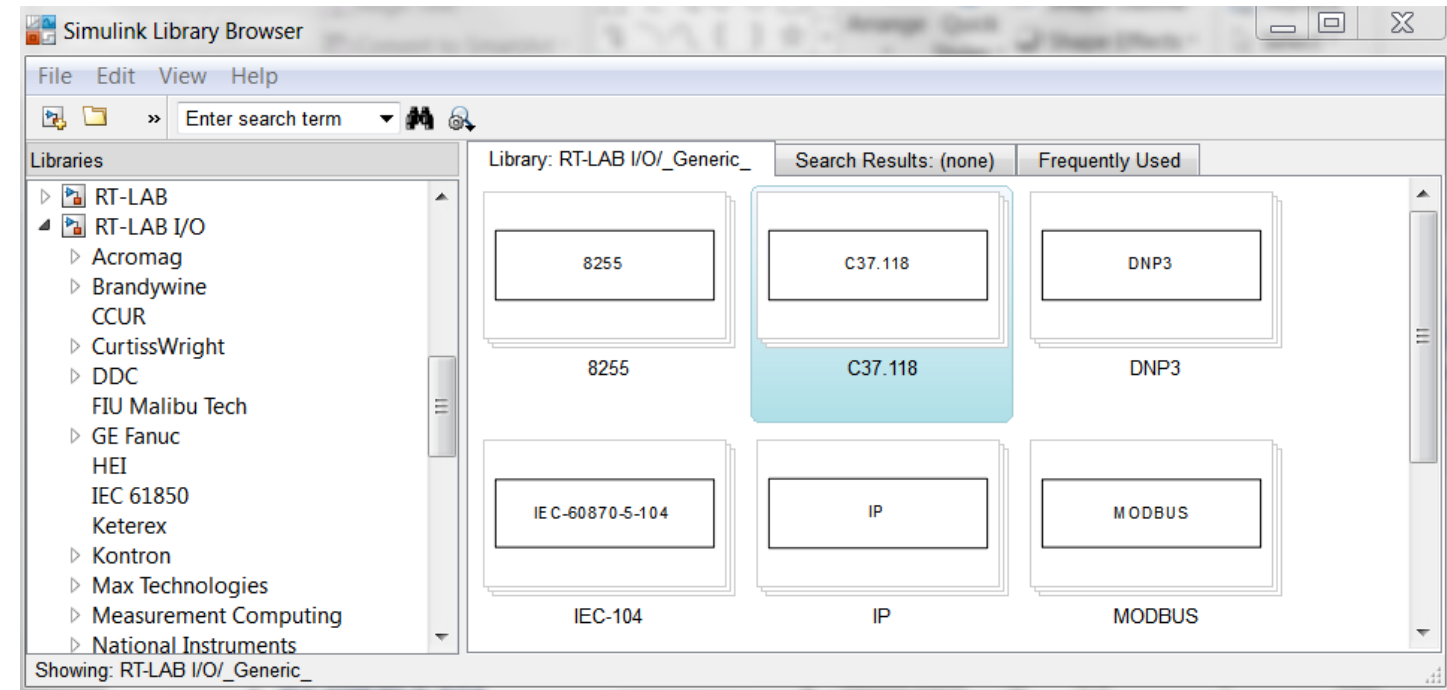 Simulink Library Browser
Arrange Quick
File Edit View Help
» Enter search term
Libraries
Library: RT-LAB I/O/_Generic_ Search Results: (none) Frequently Used
RT-LAB
RT-LAB I/O
Acromag
Brandywine
CCUR
CurtissWright
DDC
FIU Malibu Tech
GE Fanuc
HEI
IEC 61850
Keterex
Kontron
Max Technologies
Measurement Computing
National Instruments
8255 C37.118 DNP3
8255 C37.118 DNP3
IEC-60870-5-104 IP MODBUS
IEC-104 IP MODBUS
Showing: RT-LAB I/O/_Generic_